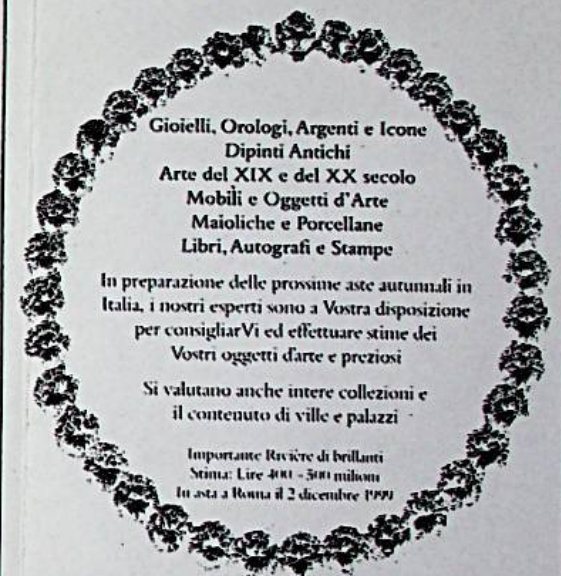 Gioielli, Orologi, Argenti e Icone
Dipinti Antichi
Arte del XIX e del XX secolo
Mobili e Oggetti d'Arte
Maioliche e Porcellane
Libri, Autografi e Stampe
In preparazione delle prossime aste autunnali in
Italia, i nostri esperti sono a Vostra disposizione
per consigliarVi ed effettuare stime dei
Vostri oggetti d'arte e preziosi
Si valutano anche intere collezioni e
il contenuto di ville e palazzi
Importante Rivière di brillanti
Stima: Lire 400 - 500 milioni
In asta a Roma il 2 dicembre 1999